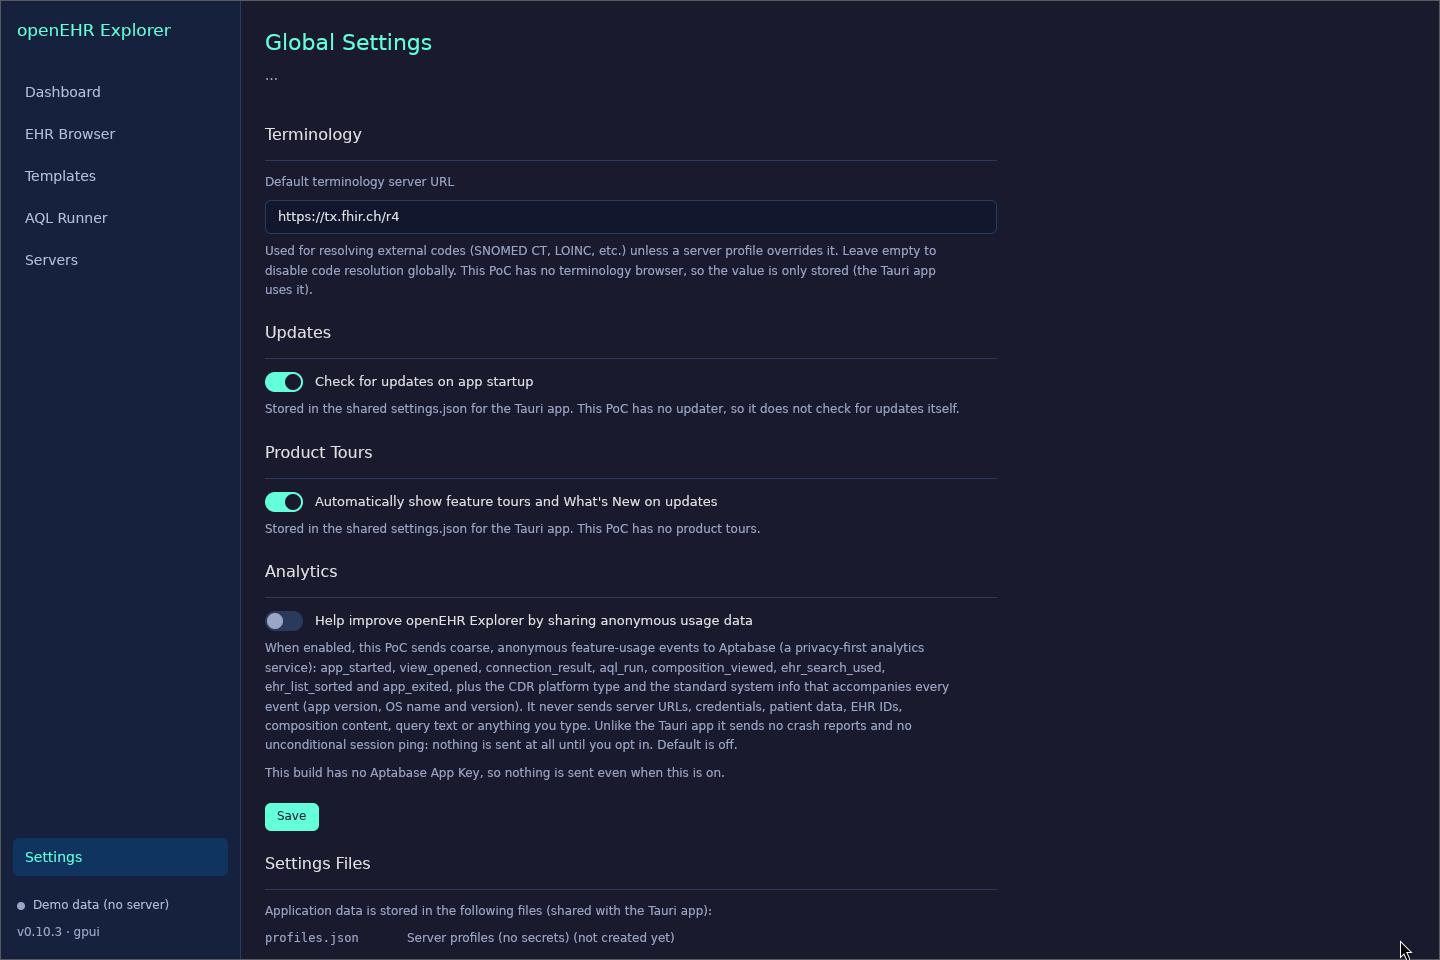 openEHR Explorer
Dashboard
EHR Browser
Templates
AQL Runner
Servers
Settings
Demo data (no server)
v0.10.3 · gpui
Global Settings
...
Terminology
Default terminology server URL
https://tx.fhir.ch/r4
Used for resolving external codes (SNOMED CT, LOINC, etc.) unless a server profile overrides it. Leave empty to
disable code resolution globally. This PoC has no terminology browser, so the value is only stored (the Tauri app
uses it).
Updates
Check for updates on app startup
Stored in the shared settings.json for the Tauri app. This PoC has no updater, so it does not check for updates itself.
Product Tours
Automatically show feature tours and What's New on updates
Stored in the shared settings.json for the Tauri app. This PoC has no product tours.
Analytics
Help improve openEHR Explorer by sharing anonymous usage data
When enabled, this PoC sends coarse, anonymous feature-usage events to Aptabase (a privacy-first analytics
service): app_started, view_opened, connection_result, aql_run, composition_viewed, ehr_search_used,
ehr_list_sorted and app_exited, plus the CDR platform type and the standard system info that accompanies every
event (app version, OS name and version). It never sends server URLs, credentials, patient data, EHR IDs,
composition content, query text or anything you type. Unlike the Tauri app it sends no crash reports and no
unconditional session ping: nothing is sent at all until you opt in. Default is off.
This build has no Aptabase App Key, so nothing is sent even when this is on.
Save
Settings Files
Application data is stored in the following files (shared with the Tauri app):
profiles.json Server profiles (no secrets) (not created yet)